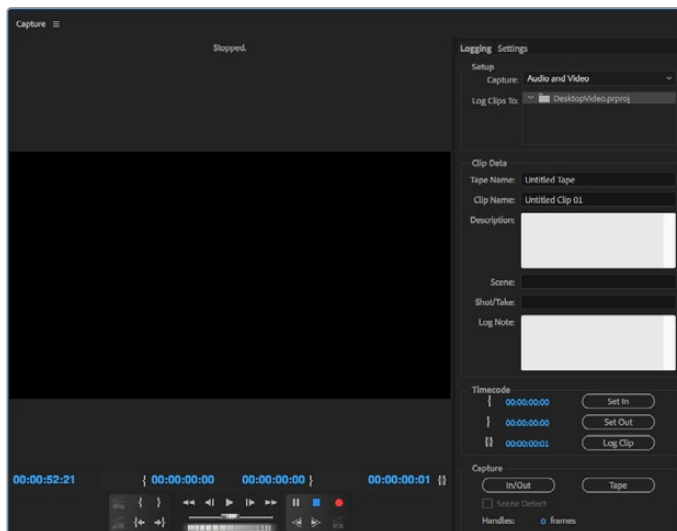 Capture
Stopped.
Logging Settings
Setup
Capture: Audio and Video
Log Clips To: DesktopVideo.prproj
Clip Data
Tape Name: Untitled Tape
Clip Name: Untitled Clip 01
Description:
Scene:
Shot/Take:
Log Note:
Timecode
{ 00:00:00:00 Set In
} 00:00:00:00 Set Out
{} 00:00:00:01 Log Clip
00:00:52:21 { 00:00:00:00 00:00:00:00 } 00:00:00:01 {}
Capture
In/Out Tape
Scene Detect
Handles: 0 frames